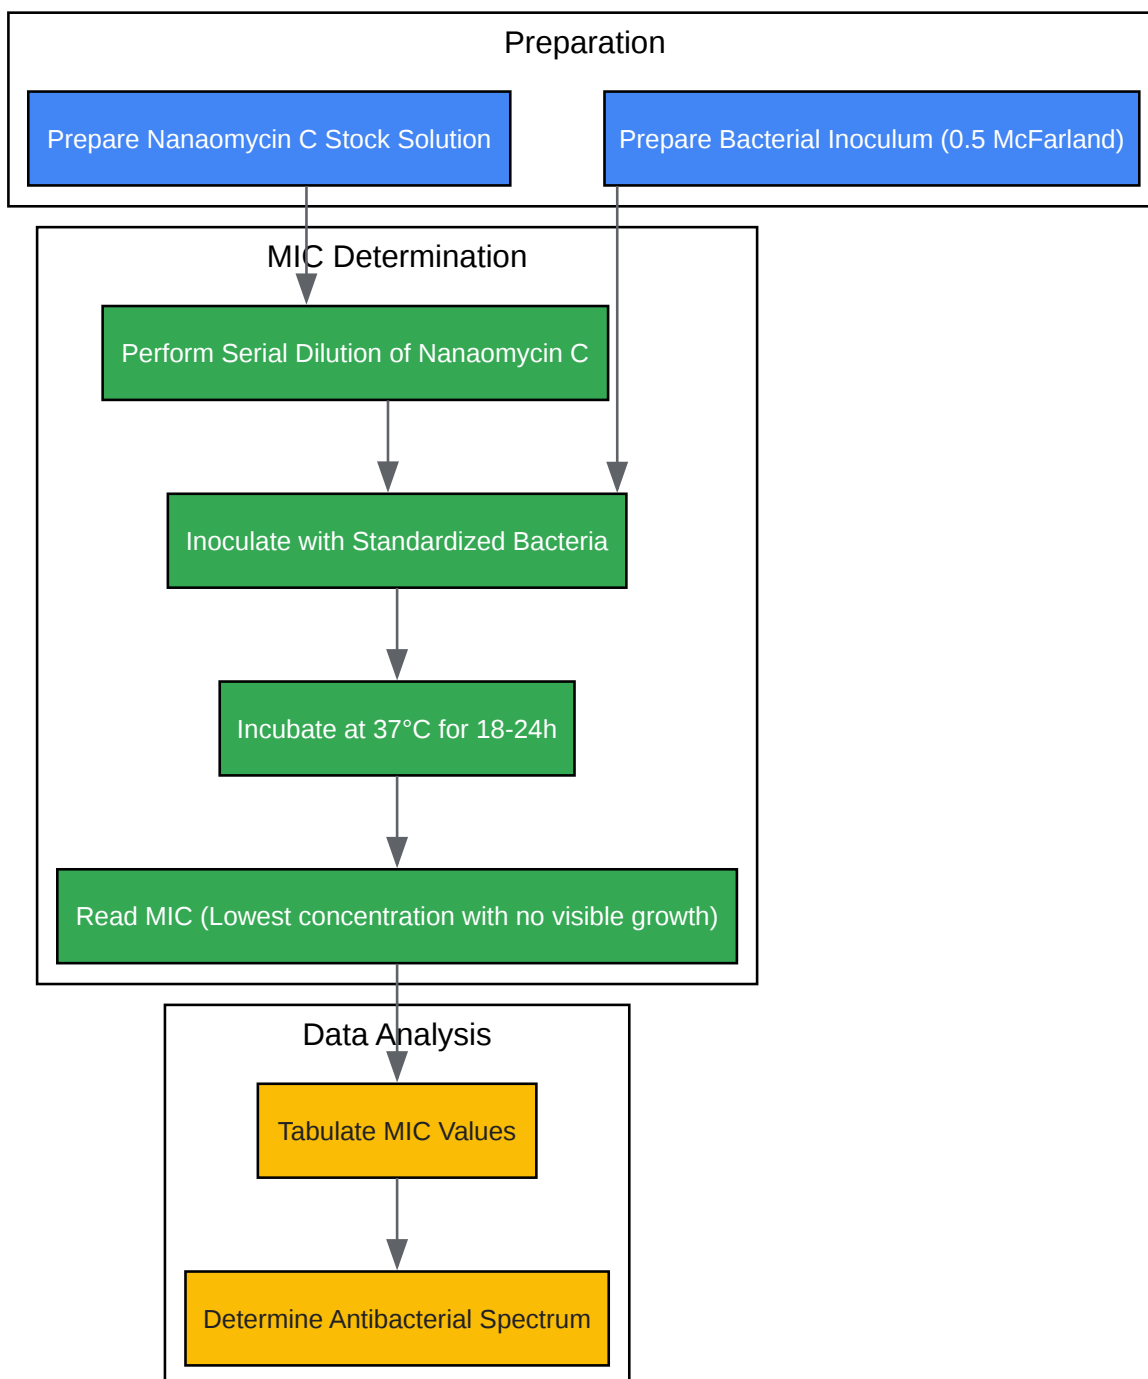 Preparation
Prepare Nanaomycin C Stock Solution
Prepare Bacterial Inoculum (0.5 McFarland)
MIC Determination
Perform Serial Dilution of Nanaomycin C
Inoculate with Standardized Bacteria
Incubate at 37°C for 18-24h
Read MIC (Lowest concentration with no visible growth)
Data Analysis
Tabulate MIC Values
Determine Antibacterial Spectrum